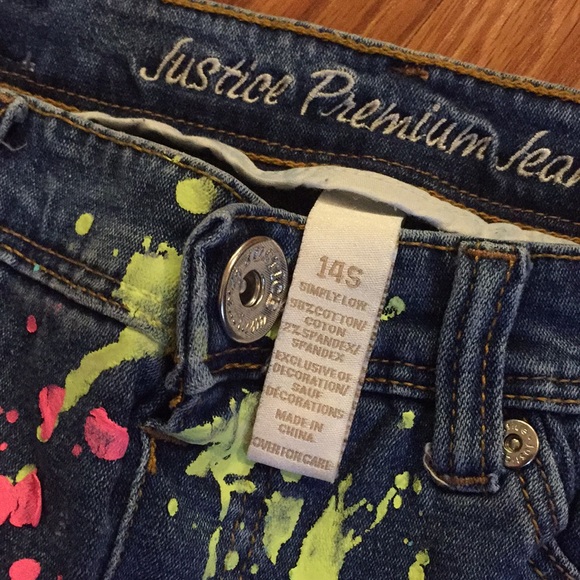 Justice Premium Jean
14S
SIMPLY LOW
98%COTTON/
COTON
2%SPANDEX/
SPANDEX
EXCLUSIVE OF
DECORATION/
SAUF
DÉCORATIONS
MADE IN
CHINA
OVER FOR CARE